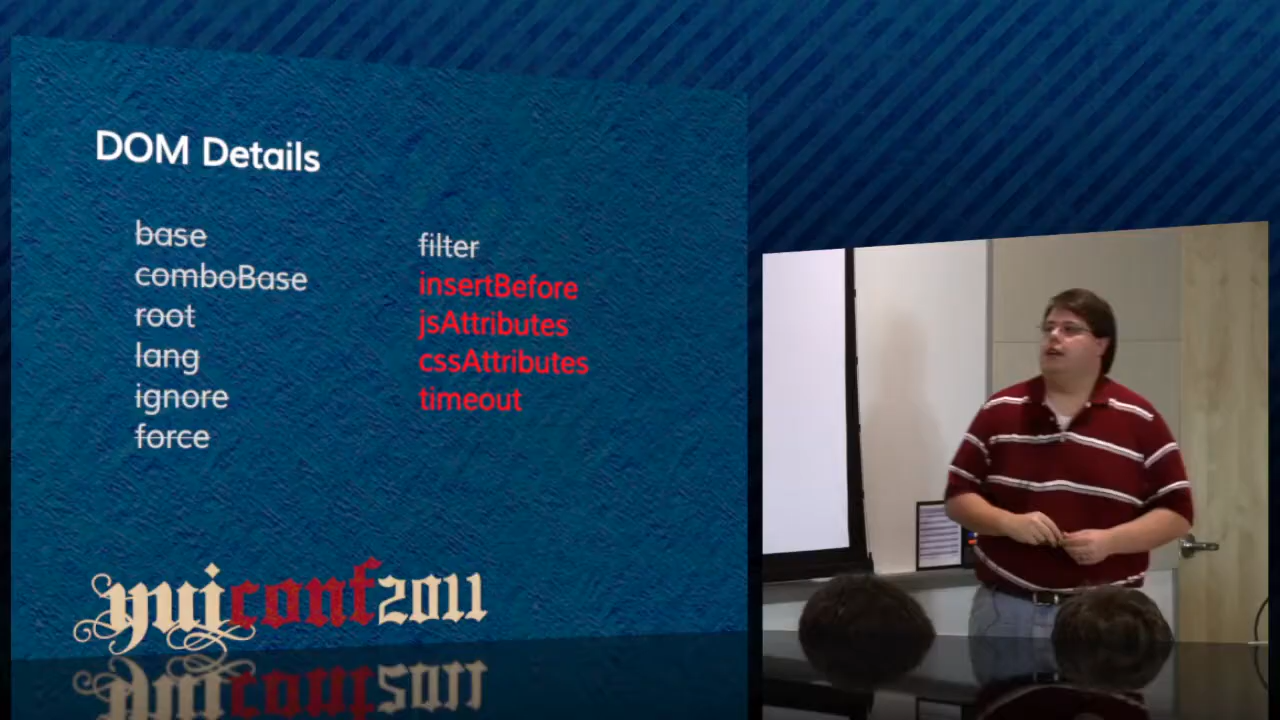 DOM Details
base
comboBase
root
lang
ignore
force
filter
insertBefore
jsAttributes
cssAttributes
timeout
yuiconf2011